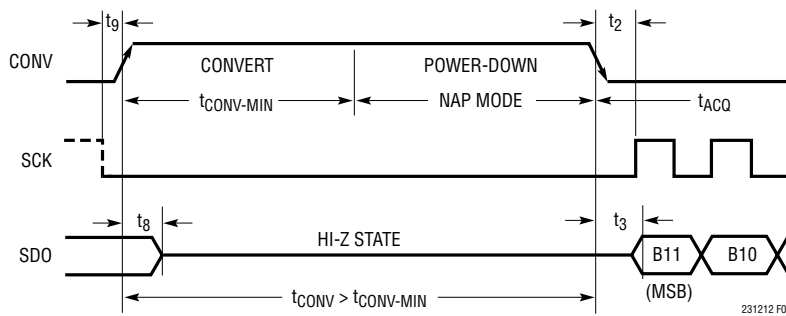 t9
t2
CONV
CONVERT
POWER-DOWN
tCONV-MIN
NAP MODE
tACQ
SCK
t8
t3
SDO
HI-Z STATE
B11
B10
(MSB)
tCONV > tCONV-MIN
231212 F0